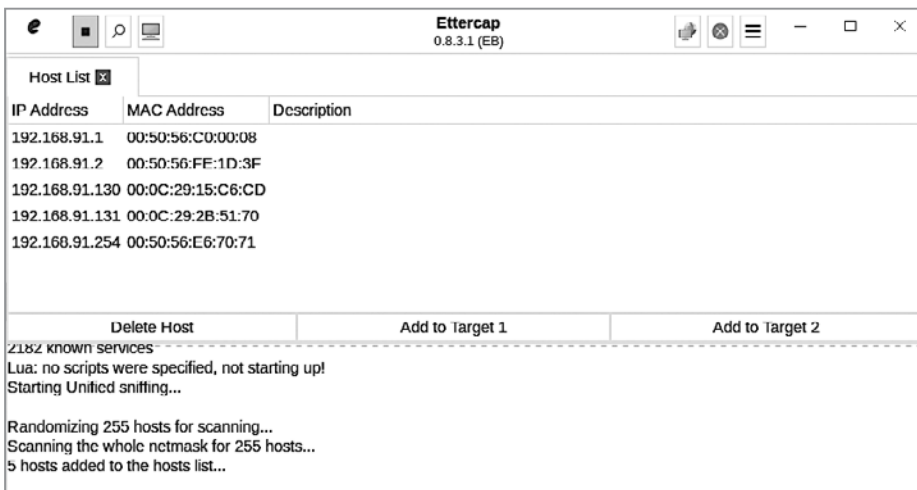 e
Ettercap
0.8.3.1 (EB)
Host List
IP Address MAC Address Description
192.168.91.1 00:50:56:C0:00:08
192.168.91.2 00:50:56:FE:1D:3F
192.168.91.130 00:0C:29:15:C6:CD
192.168.91.131 00:0C:29:2B:51:70
192.168.91.254 00:50:56:E6:70:71
Delete Host Add to Target 1 Add to Target 2
2182 known services
Lua: no scripts were specified, not starting up!
Starting Unified sniffing...
Randomizing 255 hosts for scanning...
Scanning the whole netmask for 255 hosts...
5 hosts added to the hosts list...